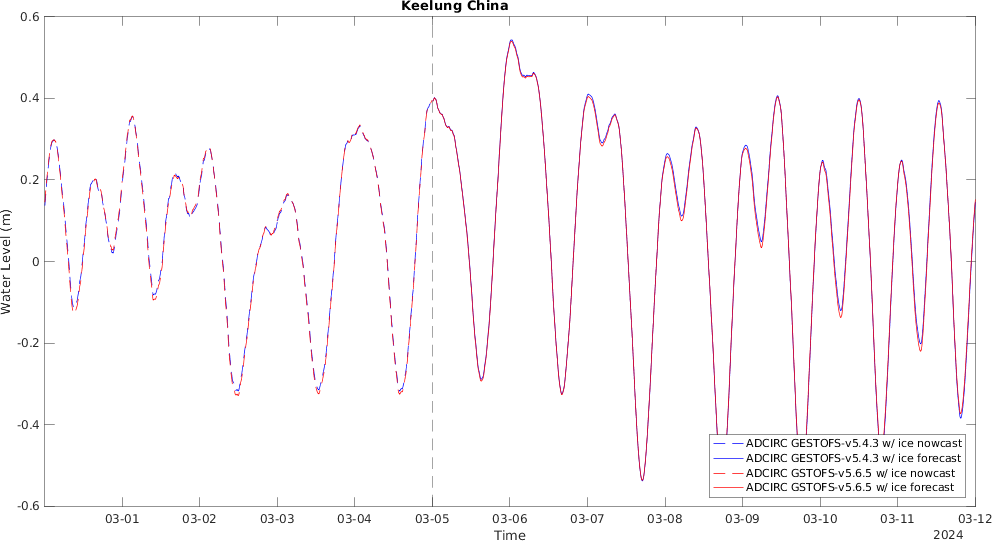 Keelung China
0.6
0.4
0.2
0
-0.2
-0.4
-0.6
Water Level (m)
ADCIRC GESTOFS-v5.4.3 w/ ice nowcast
ADCIRC GESTOFS-v5.4.3 w/ ice forecast
ADCIRC GSTOFS-v5.6.5 w/ ice nowcast
ADCIRC GSTOFS-v5.6.5 w/ ice forecast
03-01 03-02 03-03 03-04 03-05 03-06 03-07 03-08 03-09 03-10 03-11 03-12
Time
2024